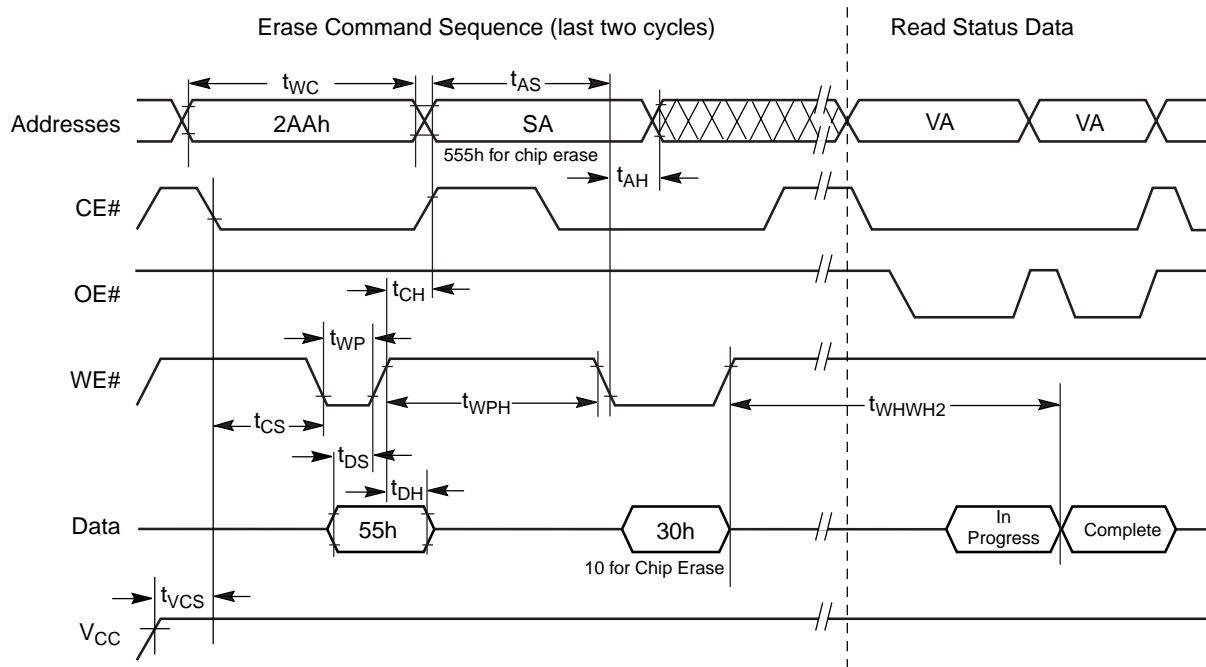 Erase Command Sequence (last two cycles)
Read Status Data
tWC
tAS
Addresses
2AAh
SA
VA
VA
555h for chip erase
tAH
CE#
OE#
tCH
tWP
WE#
tWPH
tWHWH2
tCS
tDS
tDH
Data
55h
30h
In
Progress
Complete
10 for Chip Erase
tVCS
VCC